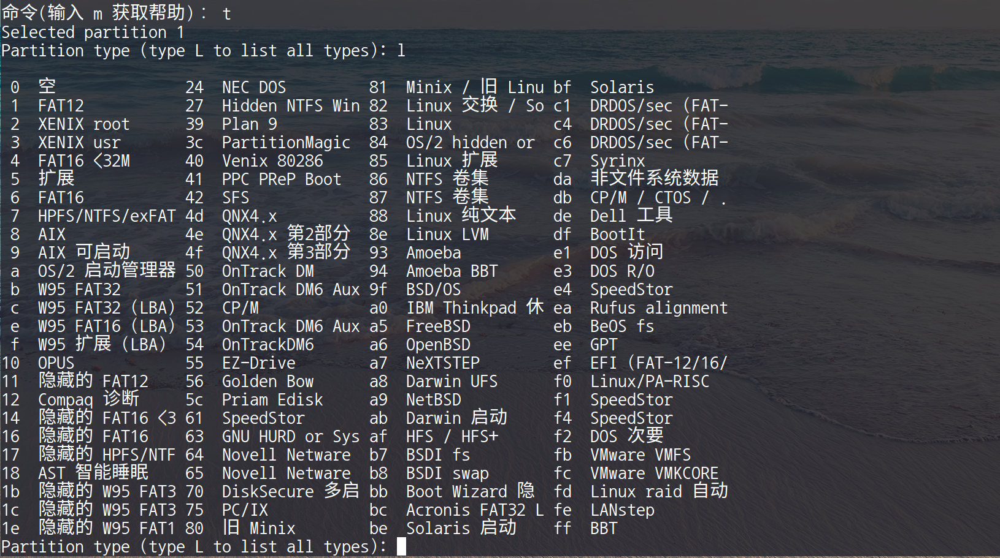 命令(输入 m 获取帮助)： t
Selected partition 1
Partition type (type L to list all types): l

 0  空              24  NEC DOS         81  Minix / 旧 Linu bf  Solaris
 1  FAT12           27  Hidden NTFS Win 82  Linux 交换 / So c1  DRDOS/sec (FAT-
 2  XENIX root      39  Plan 9          83  Linux           c4  DRDOS/sec (FAT-
 3  XENIX usr       3c  PartitionMagic  84  OS/2 hidden or  c6  DRDOS/sec (FAT-
 4  FAT16 <32M      40  Venix 80286     85  Linux 扩展      c7  Syrinx
 5  扩展            41  PPC PReP Boot   86  NTFS 卷集       da  非文件系统数据
 6  FAT16           42  SFS             87  NTFS 卷集       db  CP/M / CTOS / .
 7  HPFS/NTFS/exFAT 4d  QNX4.x          88  Linux 纯文本    de  Dell 工具
 8  AIX             4e  QNX4.x 第2部分  8e  Linux LVM       df  BootIt
 9  AIX 可启动      4f  QNX4.x 第3部分  93  Amoeba          e1  DOS 访问
 a  OS/2 启动管理器 50  OnTrack DM      94  Amoeba BBT      e3  DOS R/O
 b  W95 FAT32       51  OnTrack DM6 Aux 9f  BSD/OS          e4  SpeedStor
 c  W95 FAT32 (LBA) 52  CP/M            a0  IBM Thinkpad 休 ea  Rufus alignment
 e  W95 FAT16 (LBA) 53  OnTrack DM6 Aux a5  FreeBSD         eb  BeOS fs
 f  W95 扩展 (LBA)  54  OnTrackDM6      a6  OpenBSD         ee  GPT
10  OPUS            55  EZ-Drive        a7  NeXTSTEP        ef  EFI (FAT-12/16/
11  隐藏的 FAT12    56  Golden Bow      a8  Darwin UFS      f0  Linux/PA-RISC
12  Compaq 诊断     5c  Priam Edisk     a9  NetBSD          f1  SpeedStor
14  隐藏的 FAT16 <3 61  SpeedStor       ab  Darwin 启动     f4  SpeedStor
16  隐藏的 FAT16    63  GNU HURD or Sys af  HFS / HFS+      f2  DOS 次要
17  隐藏的 HPFS/NTF 64  Novell Netware  b7  BSDI fs         fb  VMware VMFS
18  AST 智能睡眠    65  Novell Netware  b8  BSDI swap       fc  VMware VMKCORE
1b  隐藏的 W95 FAT3 70  DiskSecure 多启 bb  Boot Wizard 隐  fd  Linux raid 自动
1c  隐藏的 W95 FAT3 75  PC/IX           bc  Acronis FAT32 L fe  LANstep
1e  隐藏的 W95 FAT1 80  旧 Minix        be  Solaris 启动    ff  BBT
Partition type (type L to list all types):